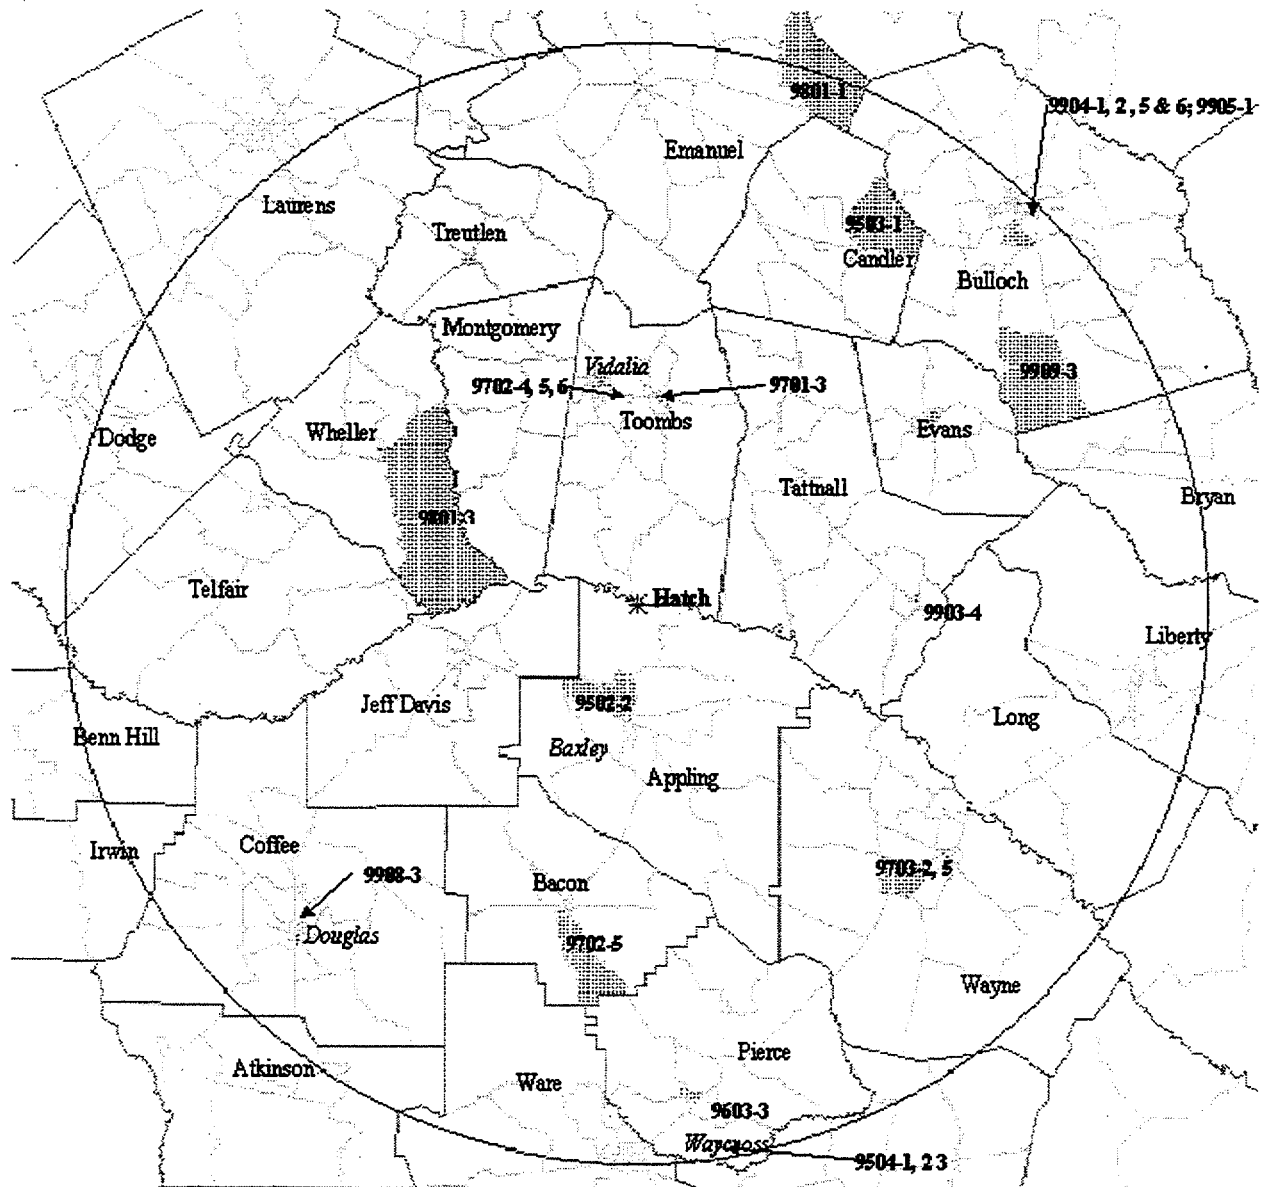 9801-1
9904-1, 2, 5 & 6; 9905-1
Emanuel
Laurens
Treutlen
9503-1
Candler
Bulloch
Montgomery
Vidalia
9702-4, 5, 6
9701-3
9909-3
Toombs
Dodge
Wheller
Evans
Tattnall
Bryan
9801-3
Telfair
Hatch
9903-4
Liberty
9502-2
Jeff Davis
Long
Benn Hill
Baxley
Appling
Irwin
Coffee
9908-3
Bacon
9703-2, 5
Douglas
9702-5
Wayne
Atkinson
Ware
Pierce
9603-3
Waycross
9504-1, 2 3